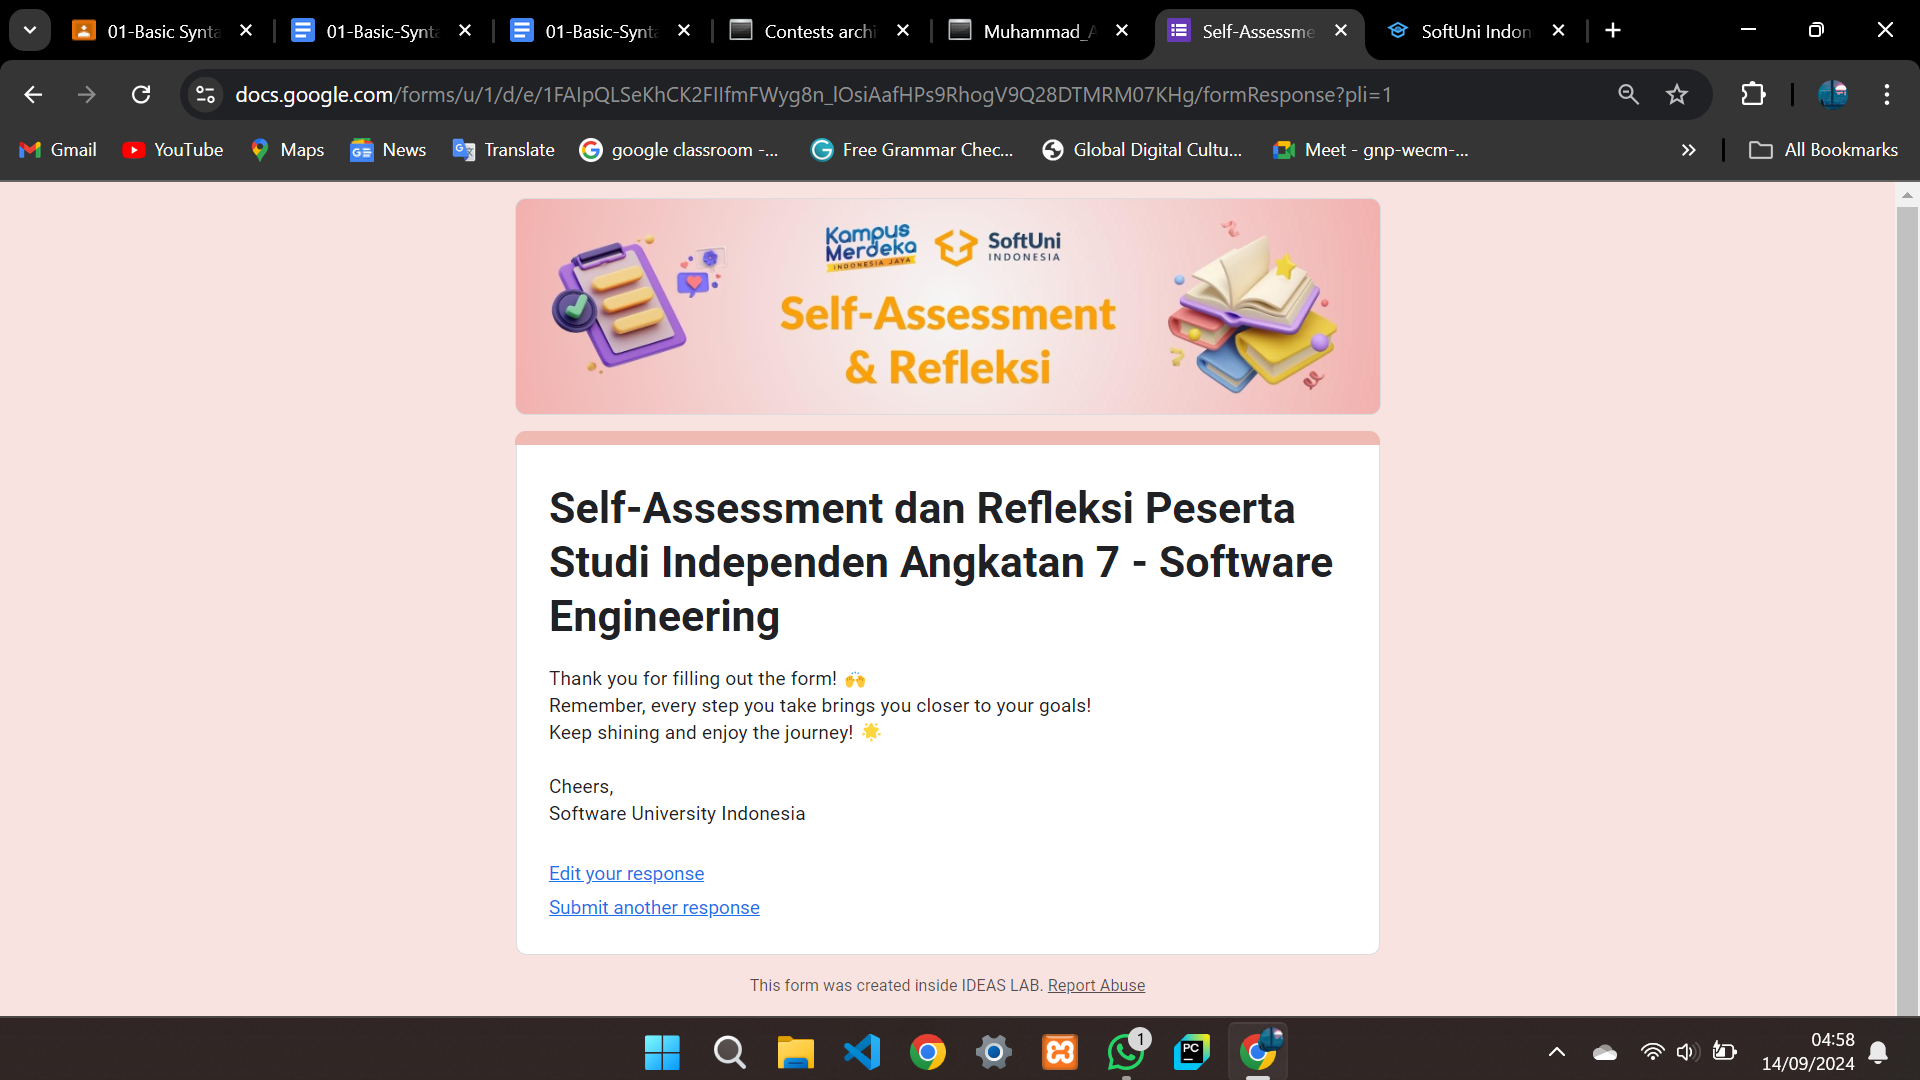 01-Basic Synta
01-Basic-Synta
01-Basic-Synta
Contests archi
Muhammad_A
Self-Assessme
SoftUni Indon
docs.google.com/forms/u/1/d/e/1FAIpQLSeKhCK2FIIfmFWyg8n_lOsiAafHPs9RhogV9Q28DTMRM07KHg/formResponse?pli=1
Gmail
YouTube
Maps
News
Translate
google classroom -...
Free Grammar Chec...
Global Digital Cultu...
Meet - gnp-wecm-...
All Bookmarks
Kampus
Merdeka
INDONESIA JAYA
SoftUni
INDONESIA
Self-Assessment
& Refleksi
Self-Assessment dan Refleksi Peserta
Studi Independen Angkatan 7 - Software
Engineering
Thank you for filling out the form! 🙌
Remember, every step you take brings you closer to your goals!
Keep shining and enjoy the journey! 🌟
Cheers,
Software University Indonesia
Edit your response
Submit another response
This form was created inside IDEAS LAB. Report Abuse
1
PC
04:58
14/09/2024